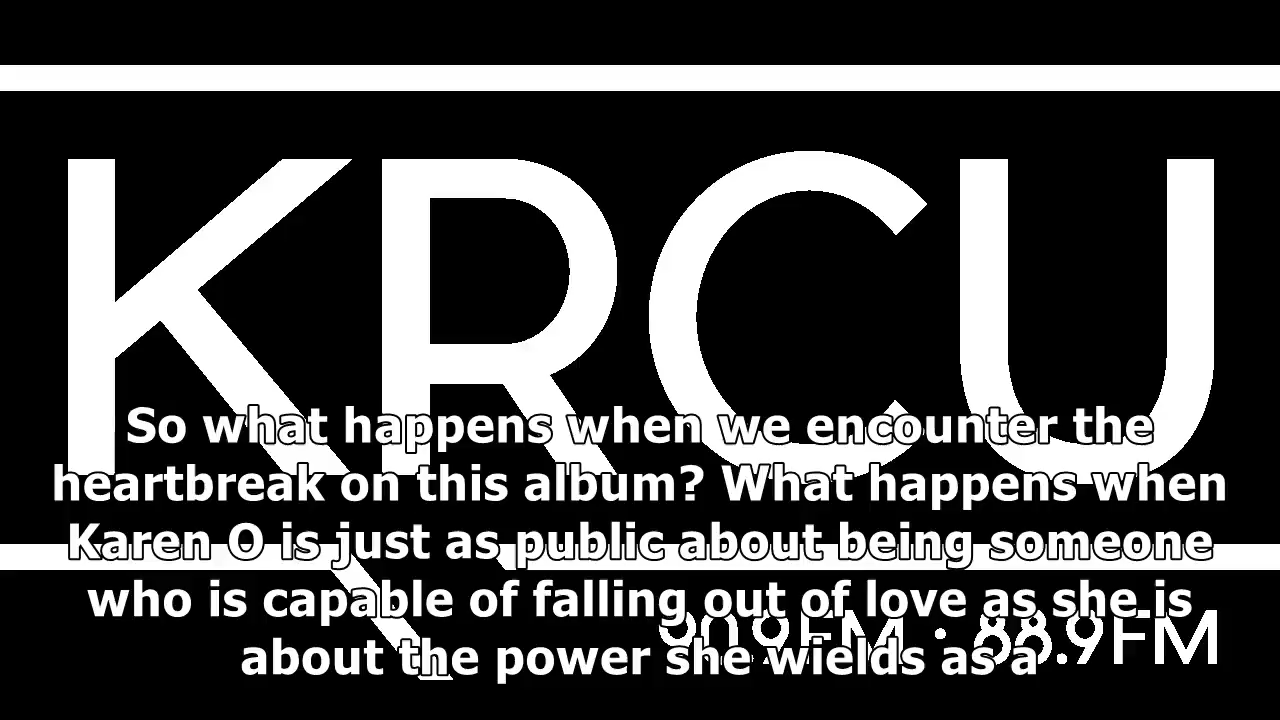 KRCU
So what happens when we encounter the
heartbreak on this album? What happens when
Karen O is just as public about being someone
who is capable of falling out of love as she is
90.9FM · 88.9FM
about the power she wields as a